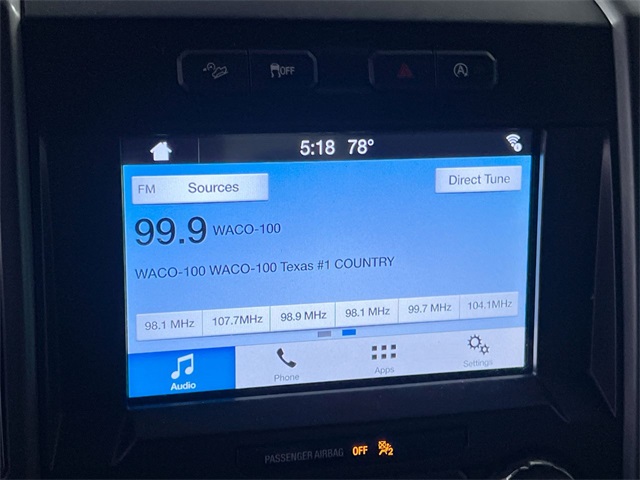 OFF
A
5:18 78°
FM Sources
Direct Tune
99.9 WACO-100
WACO-100 WACO-100 Texas #1 COUNTRY
98.1 MHz 107.7MHz 98.9 MHz 98.1 MHz 99.7 MHz 104.1MHz
Audio Phone Apps Settings
PASSENGER AIRBAG OFF 2